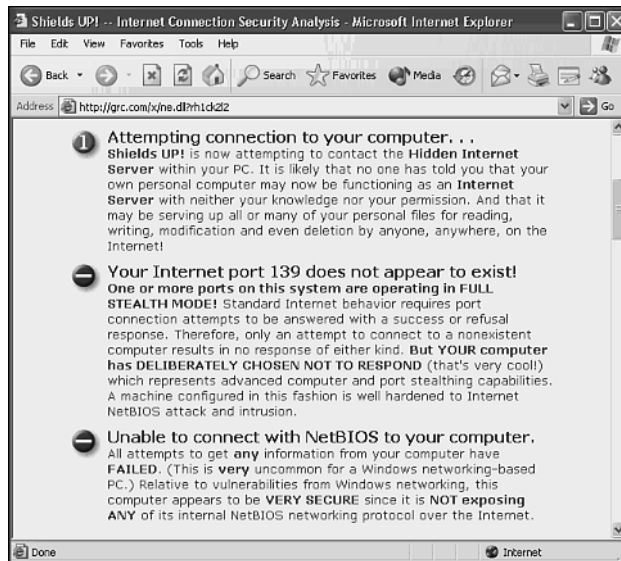 Shields UP! -- Internet Connection Security Analysis - Microsoft Internet Explorer
File Edit View Favorites Tools Help
Back Search Favorites Media
Address http://grc.com/x/ne.dll?rh1ck2l2 Go
1 Attempting connection to your computer. . .
Shields UP! is now attempting to contact the Hidden Internet
Server within your PC. It is likely that no one has told you that your
own personal computer may now be functioning as an Internet
Server with neither your knowledge nor your permission. And that it
may be serving up all or many of your personal files for reading,
writing, modification and even deletion by anyone, anywhere, on the
Internet!
Your Internet port 139 does not appear to exist!
One or more ports on this system are operating in FULL
STEALTH MODE! Standard Internet behavior requires port
connection attempts to be answered with a success or refusal
response. Therefore, only an attempt to connect to a nonexistent
computer results in no response of either kind. But YOUR computer
has DELIBERATELY CHOSEN NOT TO RESPOND (that's very cool!)
which represents advanced computer and port stealthing capabilities.
A machine configured in this fashion is well hardened to Internet
NetBIOS attack and intrusion.
Unable to connect with NetBIOS to your computer.
All attempts to get any information from your computer have
FAILED. (This is very uncommon for a Windows networking-based
PC.) Relative to vulnerabilities from Windows networking, this
computer appears to be VERY SECURE since it is NOT exposing
ANY of its internal NetBIOS networking protocol over the Internet.
Done Internet